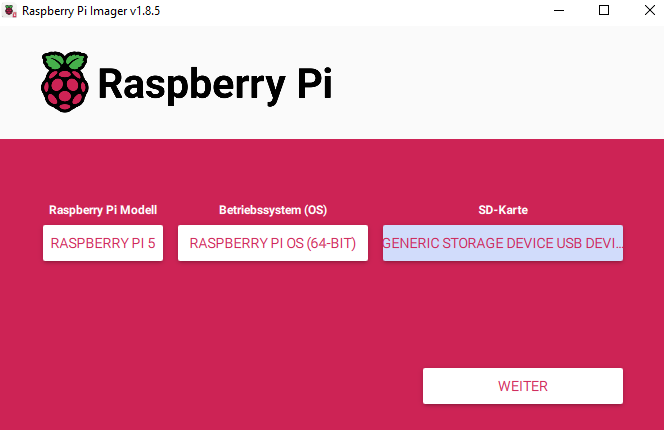 Raspberry Pi Imager v1.8.5
Raspberry Pi
Raspberry Pi Modell Betriebssystem (OS) SD-Karte
RASPBERRY PI 5 RASPBERRY PI OS (64-BIT) GENERIC STORAGE DEVICE USB DEVI...
WEITER